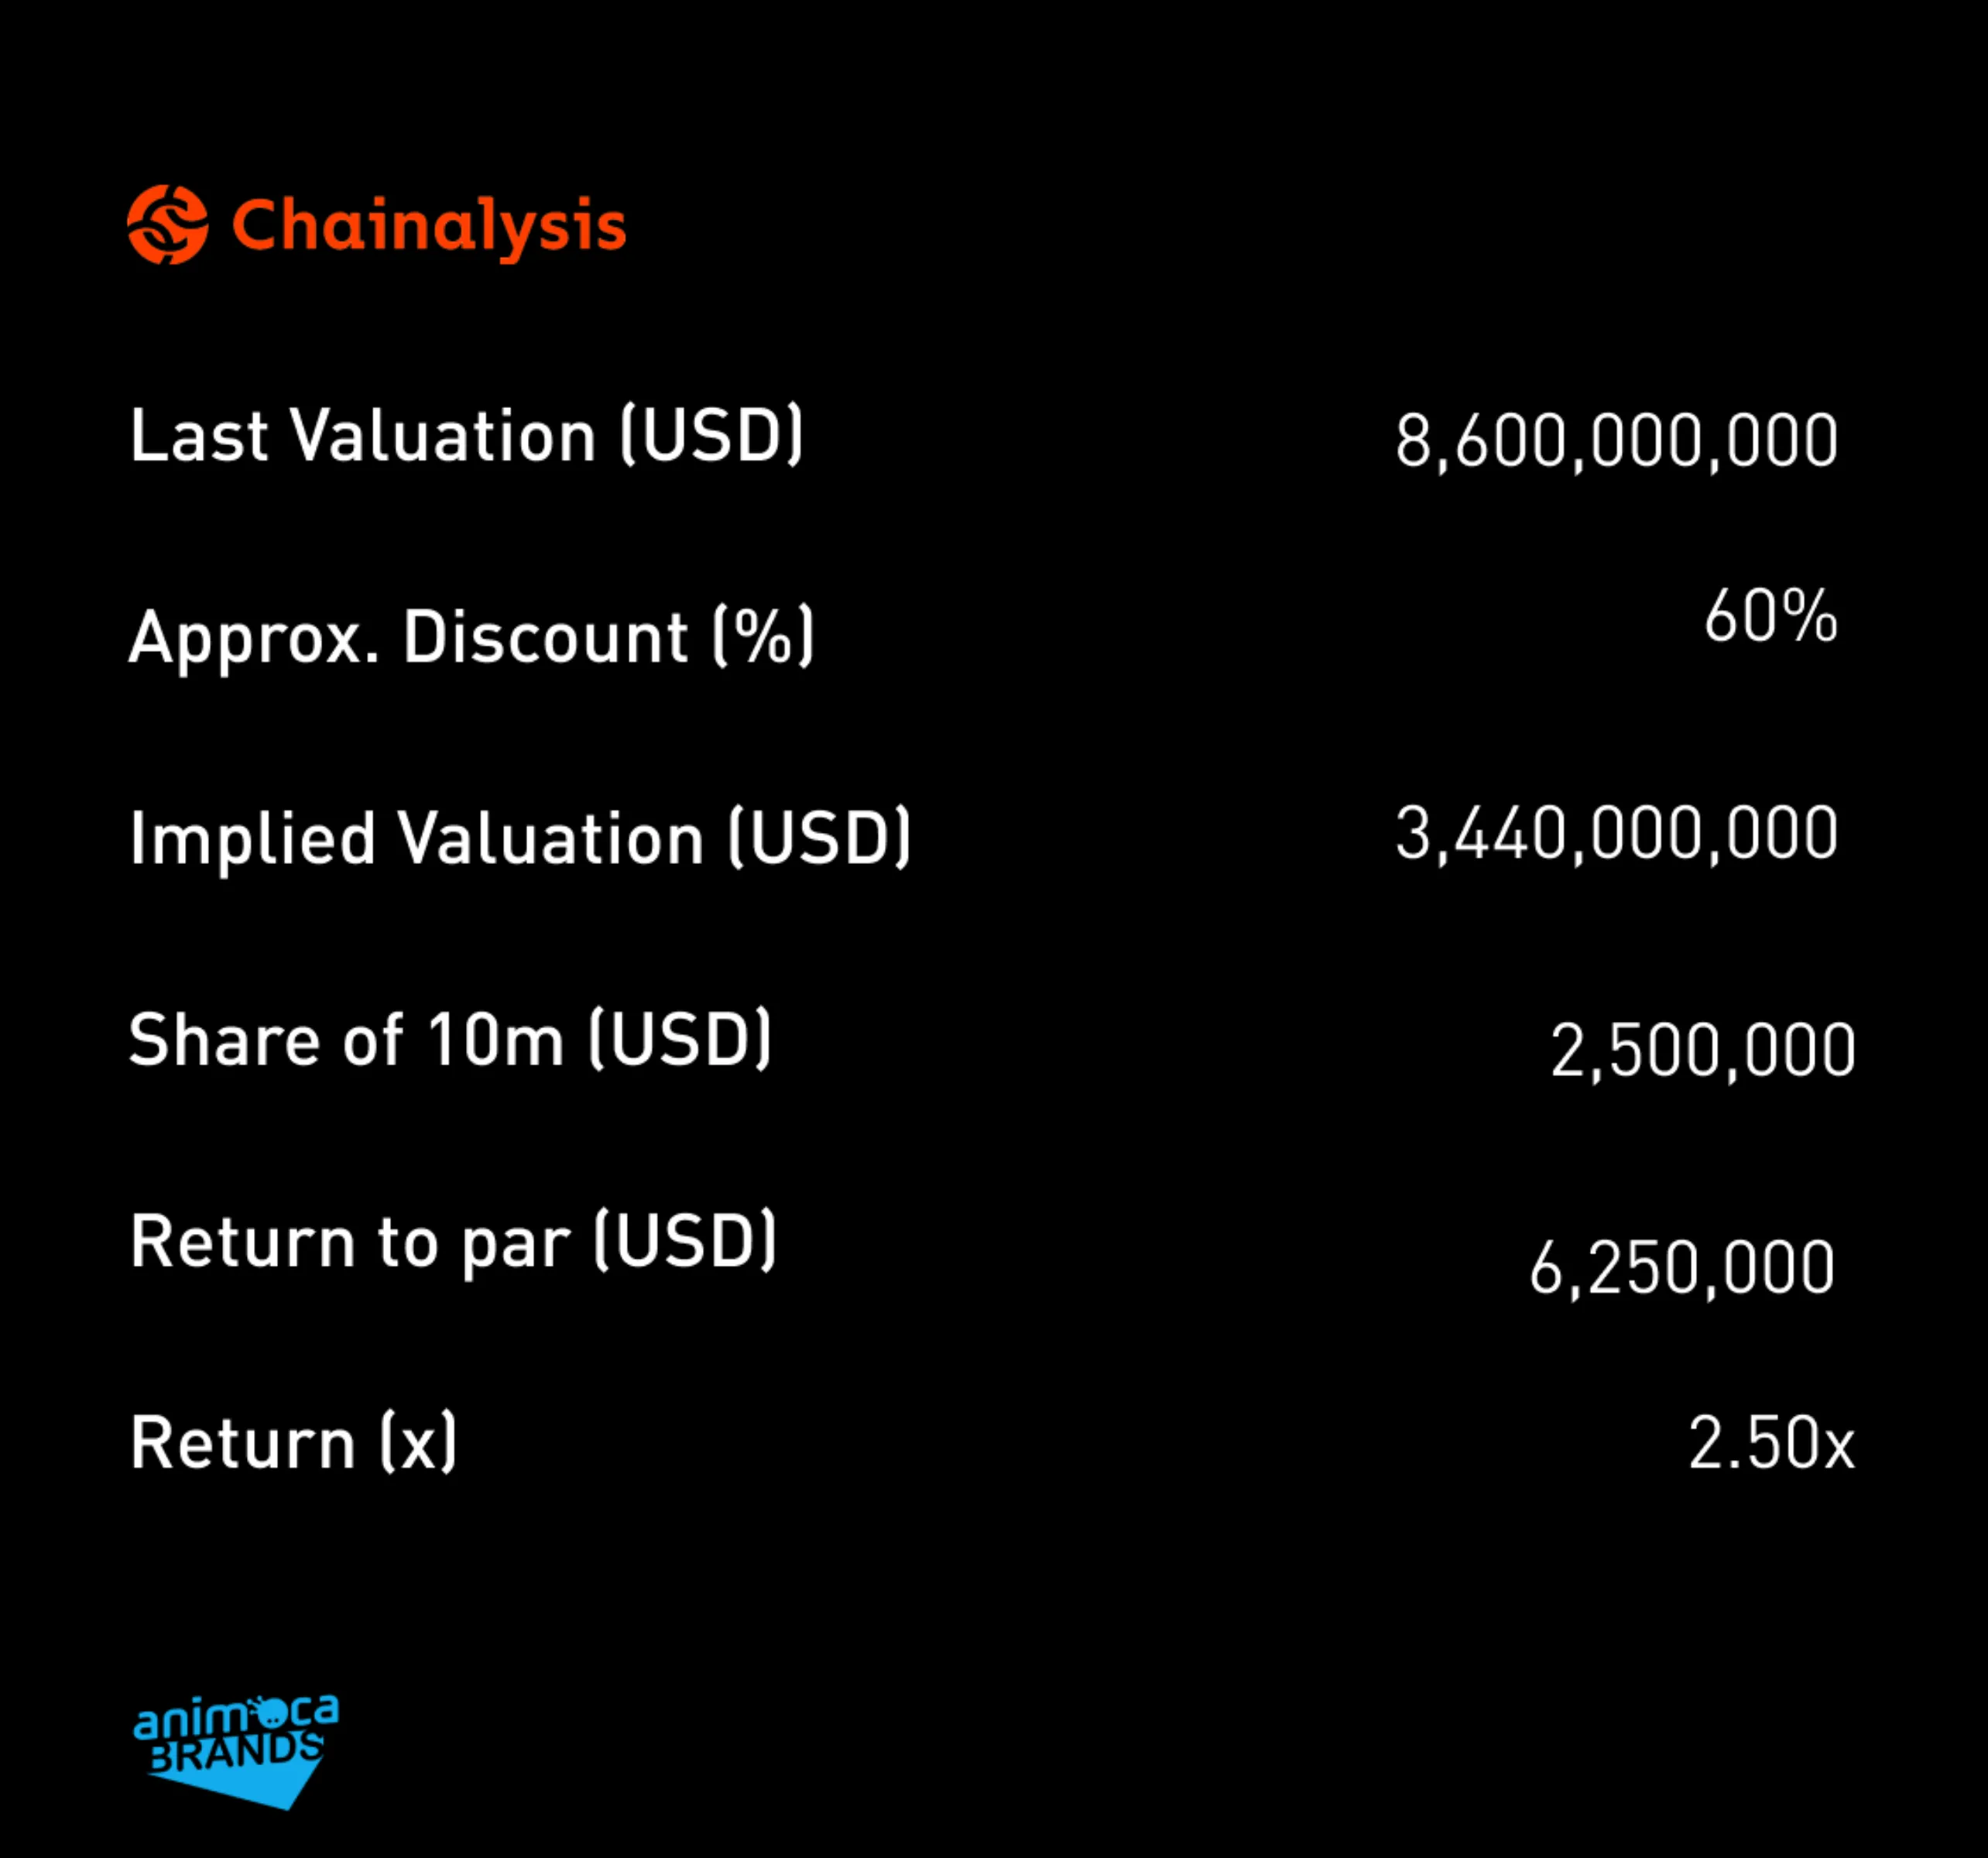 Chainalysis
Last Valuation (USD) 8,600,000,000
Approx. Discount (%) 60%
Implied Valuation (USD) 3,440,000,000
Share of 10m (USD) 2,500,000
Return to par (USD) 6,250,000
Return (x) 2.50x
animoca
BRANDS